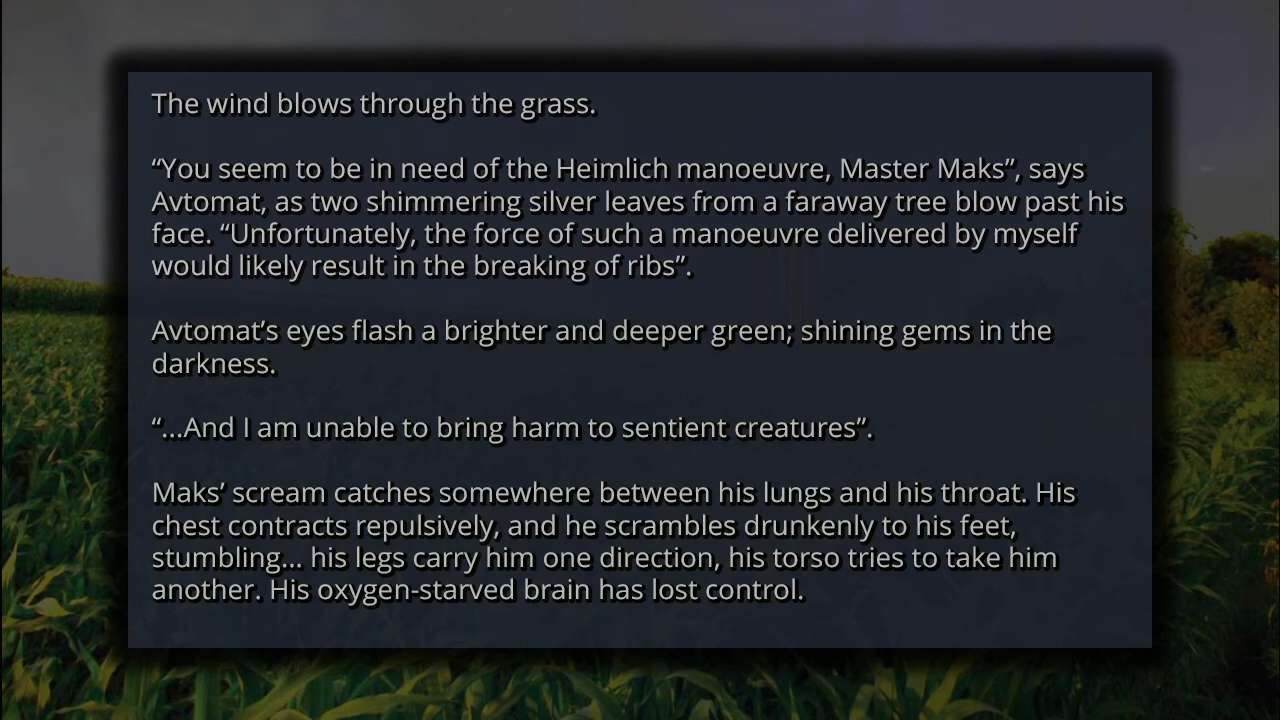 The wind blows through the grass.
“You seem to be in need of the Heimlich manoeuvre, Master Maks”, says
Avtomat, as two shimmering silver leaves from a faraway tree blow past his
face. “Unfortunately, the force of such a manoeuvre delivered by myself
would likely result in the breaking of ribs”.
Avtomat’s eyes flash a brighter and deeper green; shining gems in the
darkness.
“...And I am unable to bring harm to sentient creatures”.
Maks’ scream catches somewhere between his lungs and his throat. His
chest contracts repulsively, and he scrambles drunkenly to his feet,
stumbling... his legs carry him one direction, his torso tries to take him
another. His oxygen-starved brain has lost control.